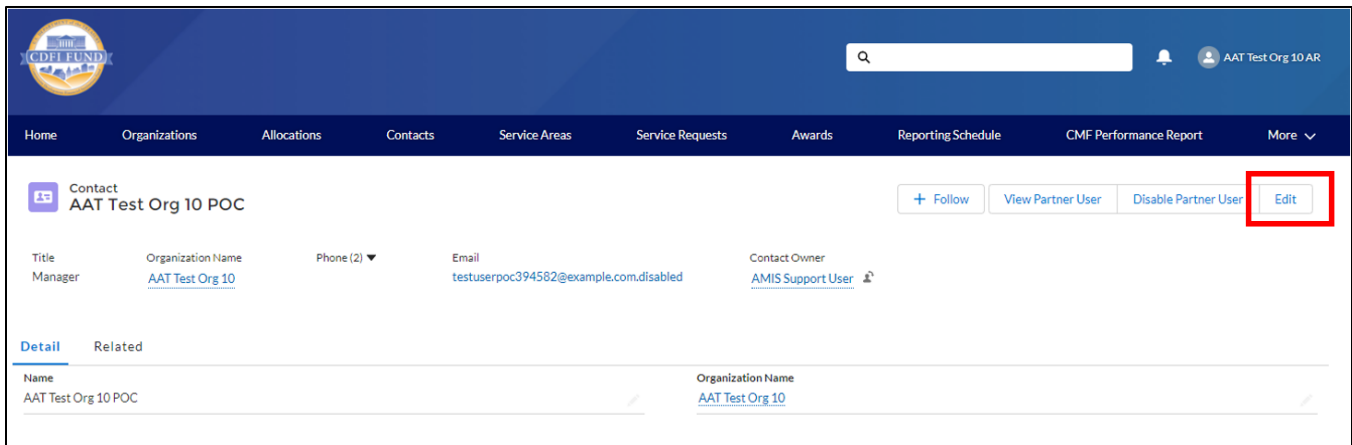 CDFI FUND
AAT Test Org 10 AR
Home Organizations Allocations Contacts Service Areas Service Requests Awards Reporting Schedule CMF Performance Report More
Contact
AAT Test Org 10 POC
+ Follow View Partner User Disable Partner User Edit
Title Organization Name Phone (2) Email Contact Owner
Manager AAT Test Org 10 testuserpoc394582@example.com.disabled AMIS Support User
Detail Related
Name Organization Name
AAT Test Org 10 POC AAT Test Org 10